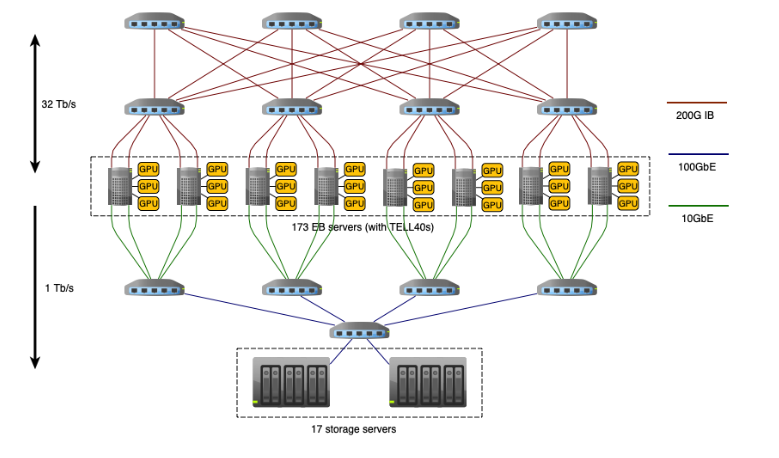 32 Tb/s
200G IB
100GbE
10GbE
GPU GPU GPU GPU GPU GPU GPU GPU
GPU GPU GPU GPU GPU GPU GPU GPU
GPU GPU GPU GPU GPU GPU GPU GPU
173 EB servers (with TELL40s)
1 Tb/s
17 storage servers